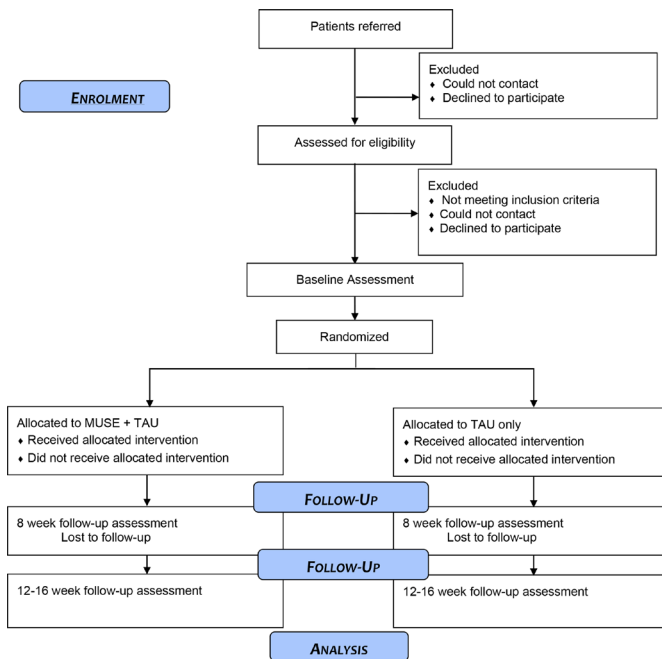 Patients referred
Excluded
♦ Could not contact
♦ Declined to participate
ENROLMENT
Assessed for eligibility
Excluded
♦ Not meeting inclusion criteria
♦ Could not contact
♦ Declined to participate
Baseline Assessment
Randomized
Allocated to MUSE + TAU
♦ Received allocated intervention
♦ Did not receive allocated intervention
Allocated to TAU only
♦ Received allocated intervention
♦ Did not receive allocated intervention
FOLLOW-UP
8 week follow-up assessment
Lost to follow-up
8 week follow-up assessment
Lost to follow-up
FOLLOW-UP
12-16 week follow-up assessment
12-16 week follow-up assessment
ANALYSIS